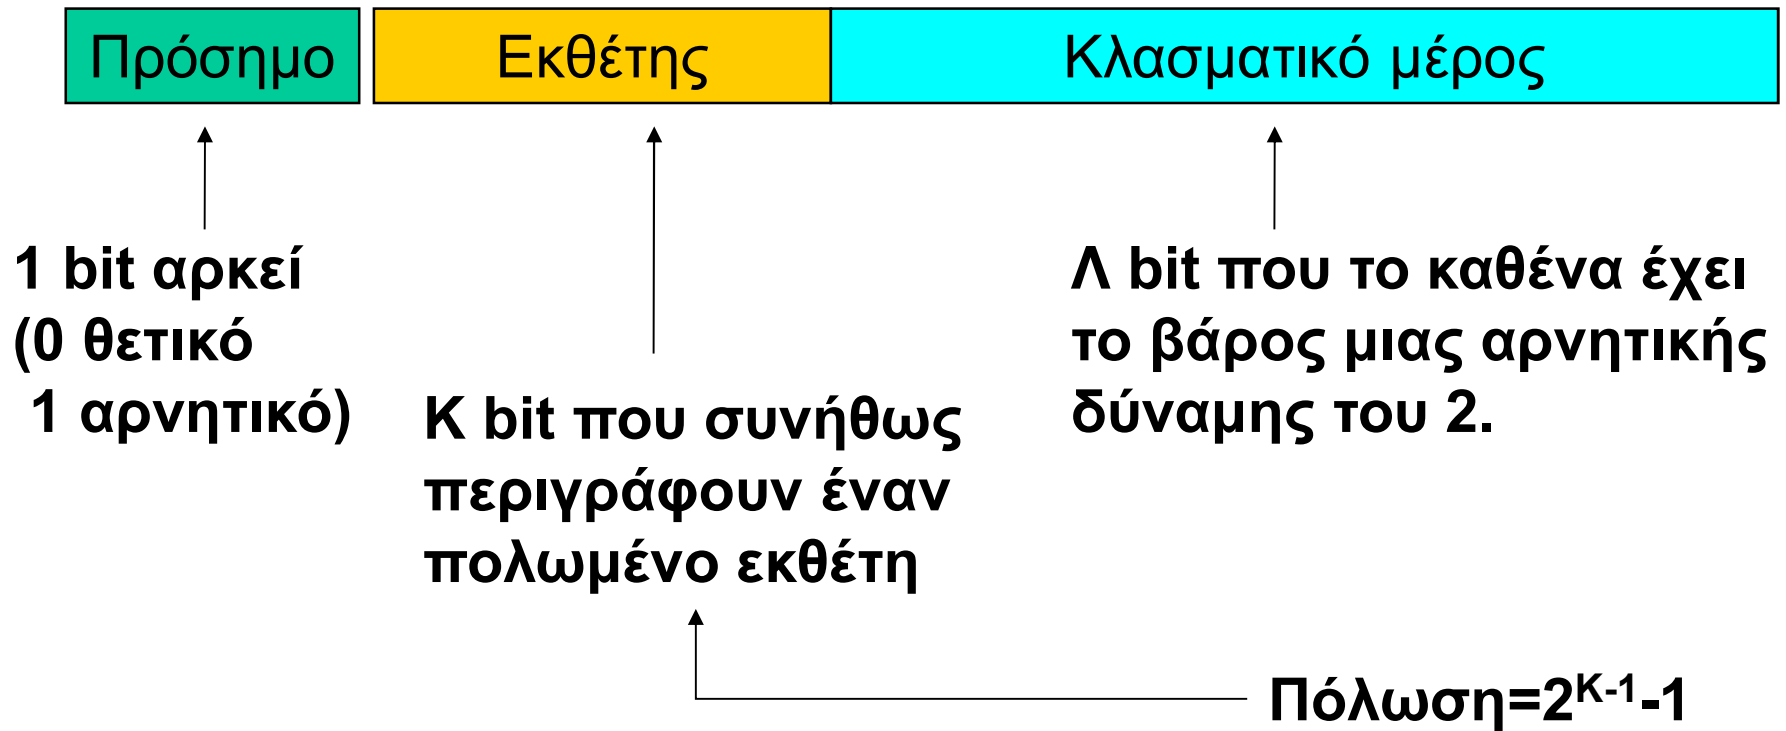 Πρόσημο Εκθέτης Κλασματικό μέρος
1 bit αρκεί
(0 θετικό
1 αρνητικό)
Κ bit που συνήθως
περιγράφουν έναν
πολωμένο εκθέτη
Λ bit που το καθένα έχει
το βάρος μιας αρνητικής
δύναμης του 2.
Πόλωση=2^Κ-1-1